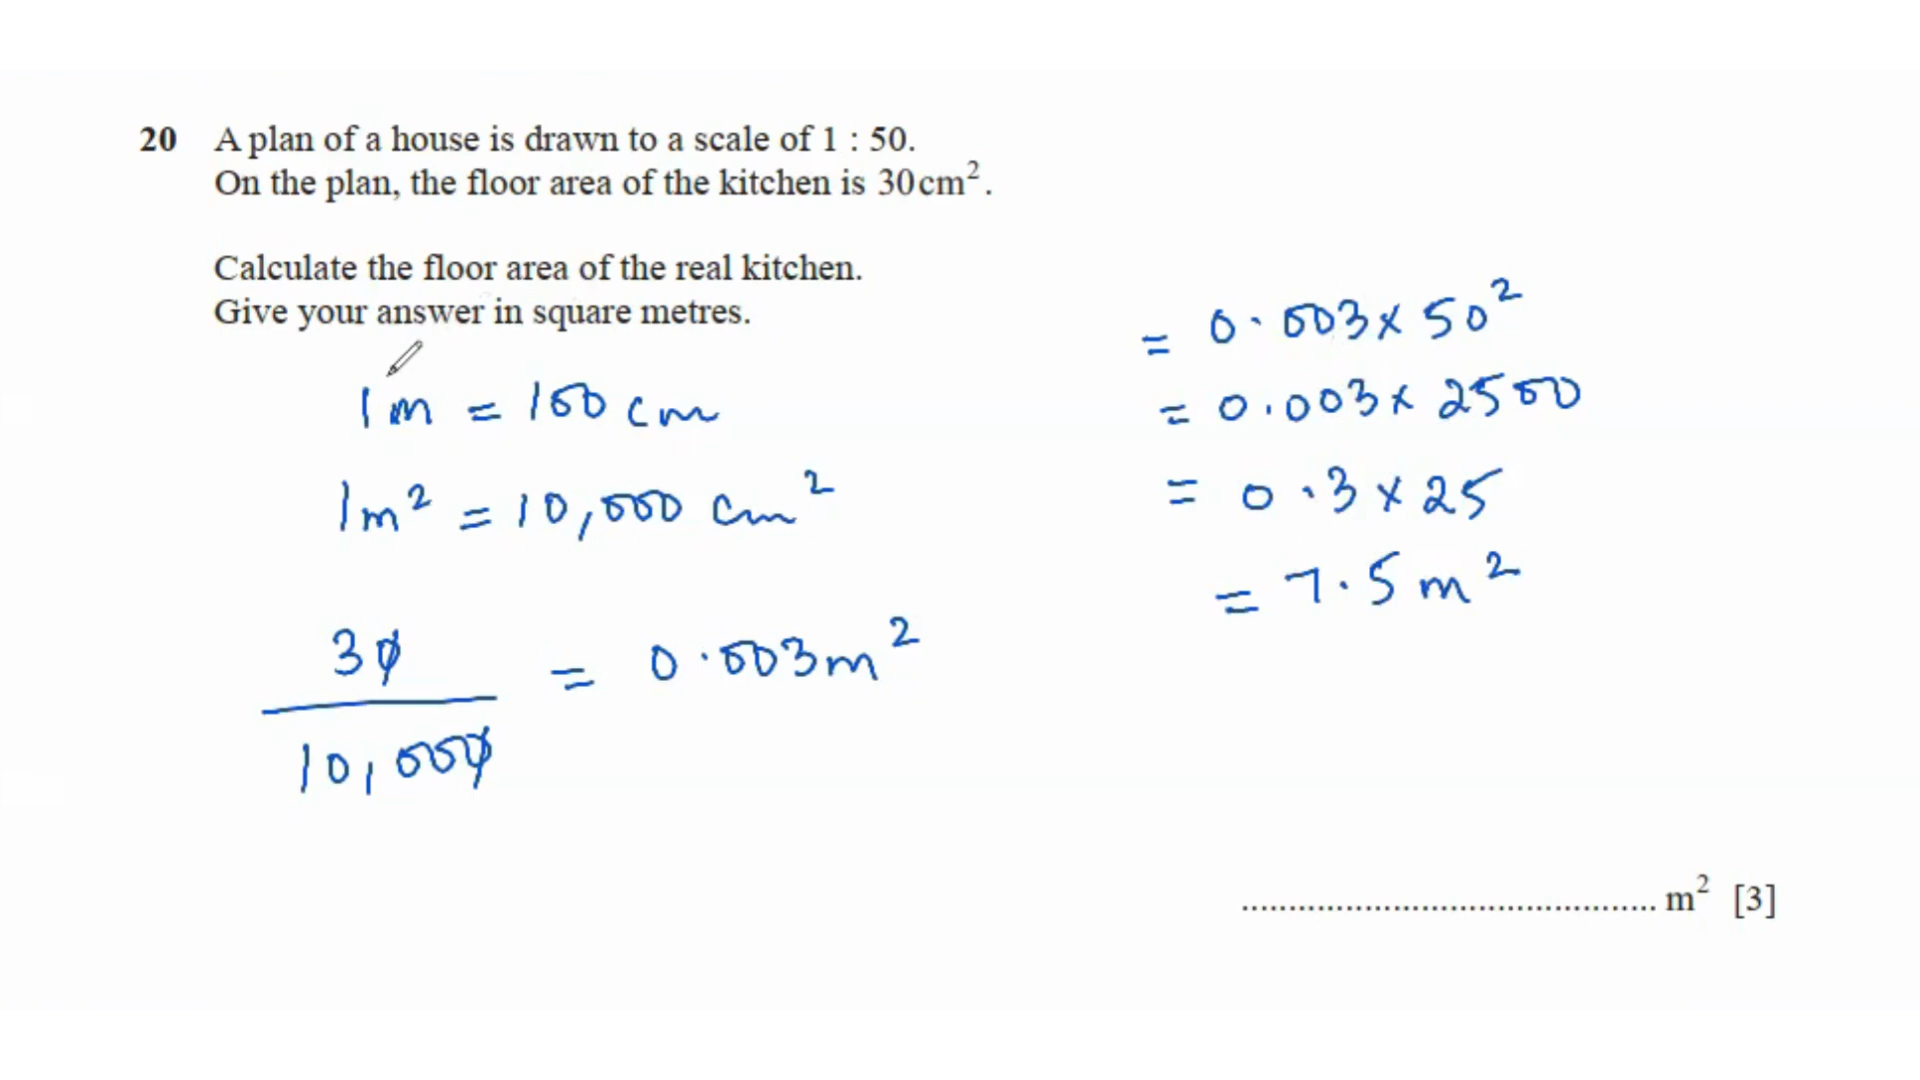 20 A plan of a house is drawn to a scale of 1 : 50.
On the plan, the floor area of the kitchen is 30 cm².
Calculate the floor area of the real kitchen.
Give your answer in square metres.
1m = 100 cm
1m² = 10,000 cm²
30
10,000
= 0.003m²
= 0.003 × 50²
= 0.003 × 2500
= 0.3 × 25
= 7.5 m²
............................................ m² [3]